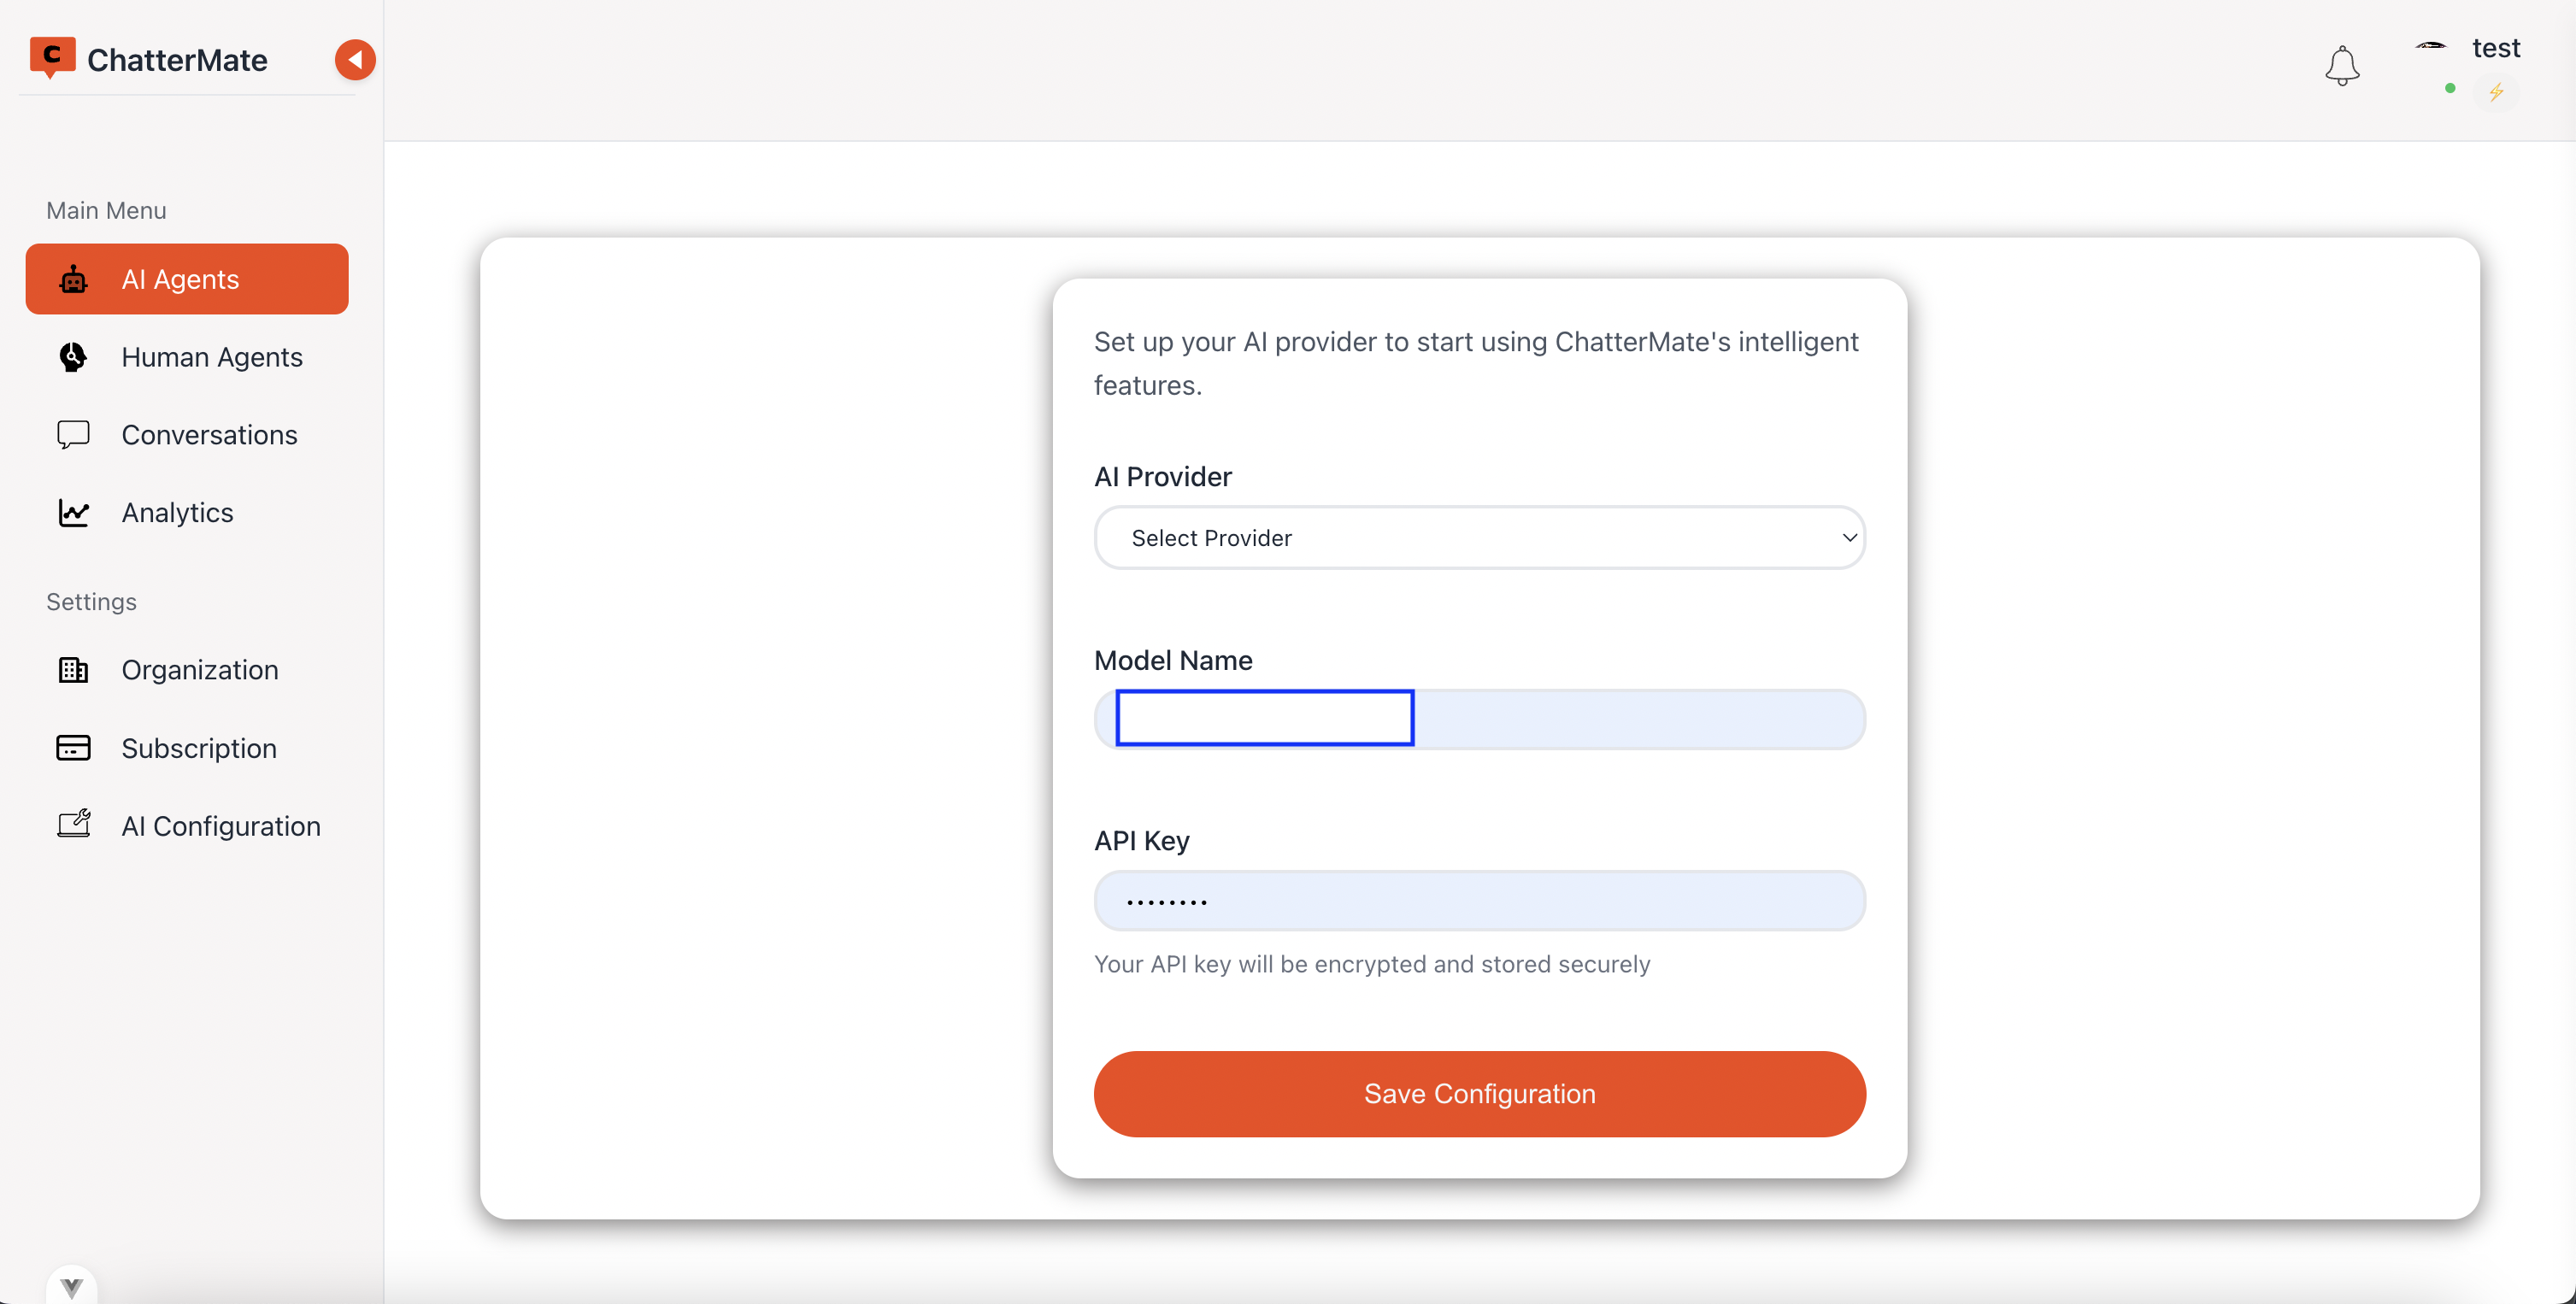 C ChatterMate
test
Main Menu
AI Agents
Human Agents
Conversations
Analytics
Settings
Organization
Subscription
AI Configuration
Set up your AI provider to start using ChatterMate's intelligent
features.
AI Provider
Select Provider
Model Name
API Key
••••••••
Your API key will be encrypted and stored securely
Save Configuration